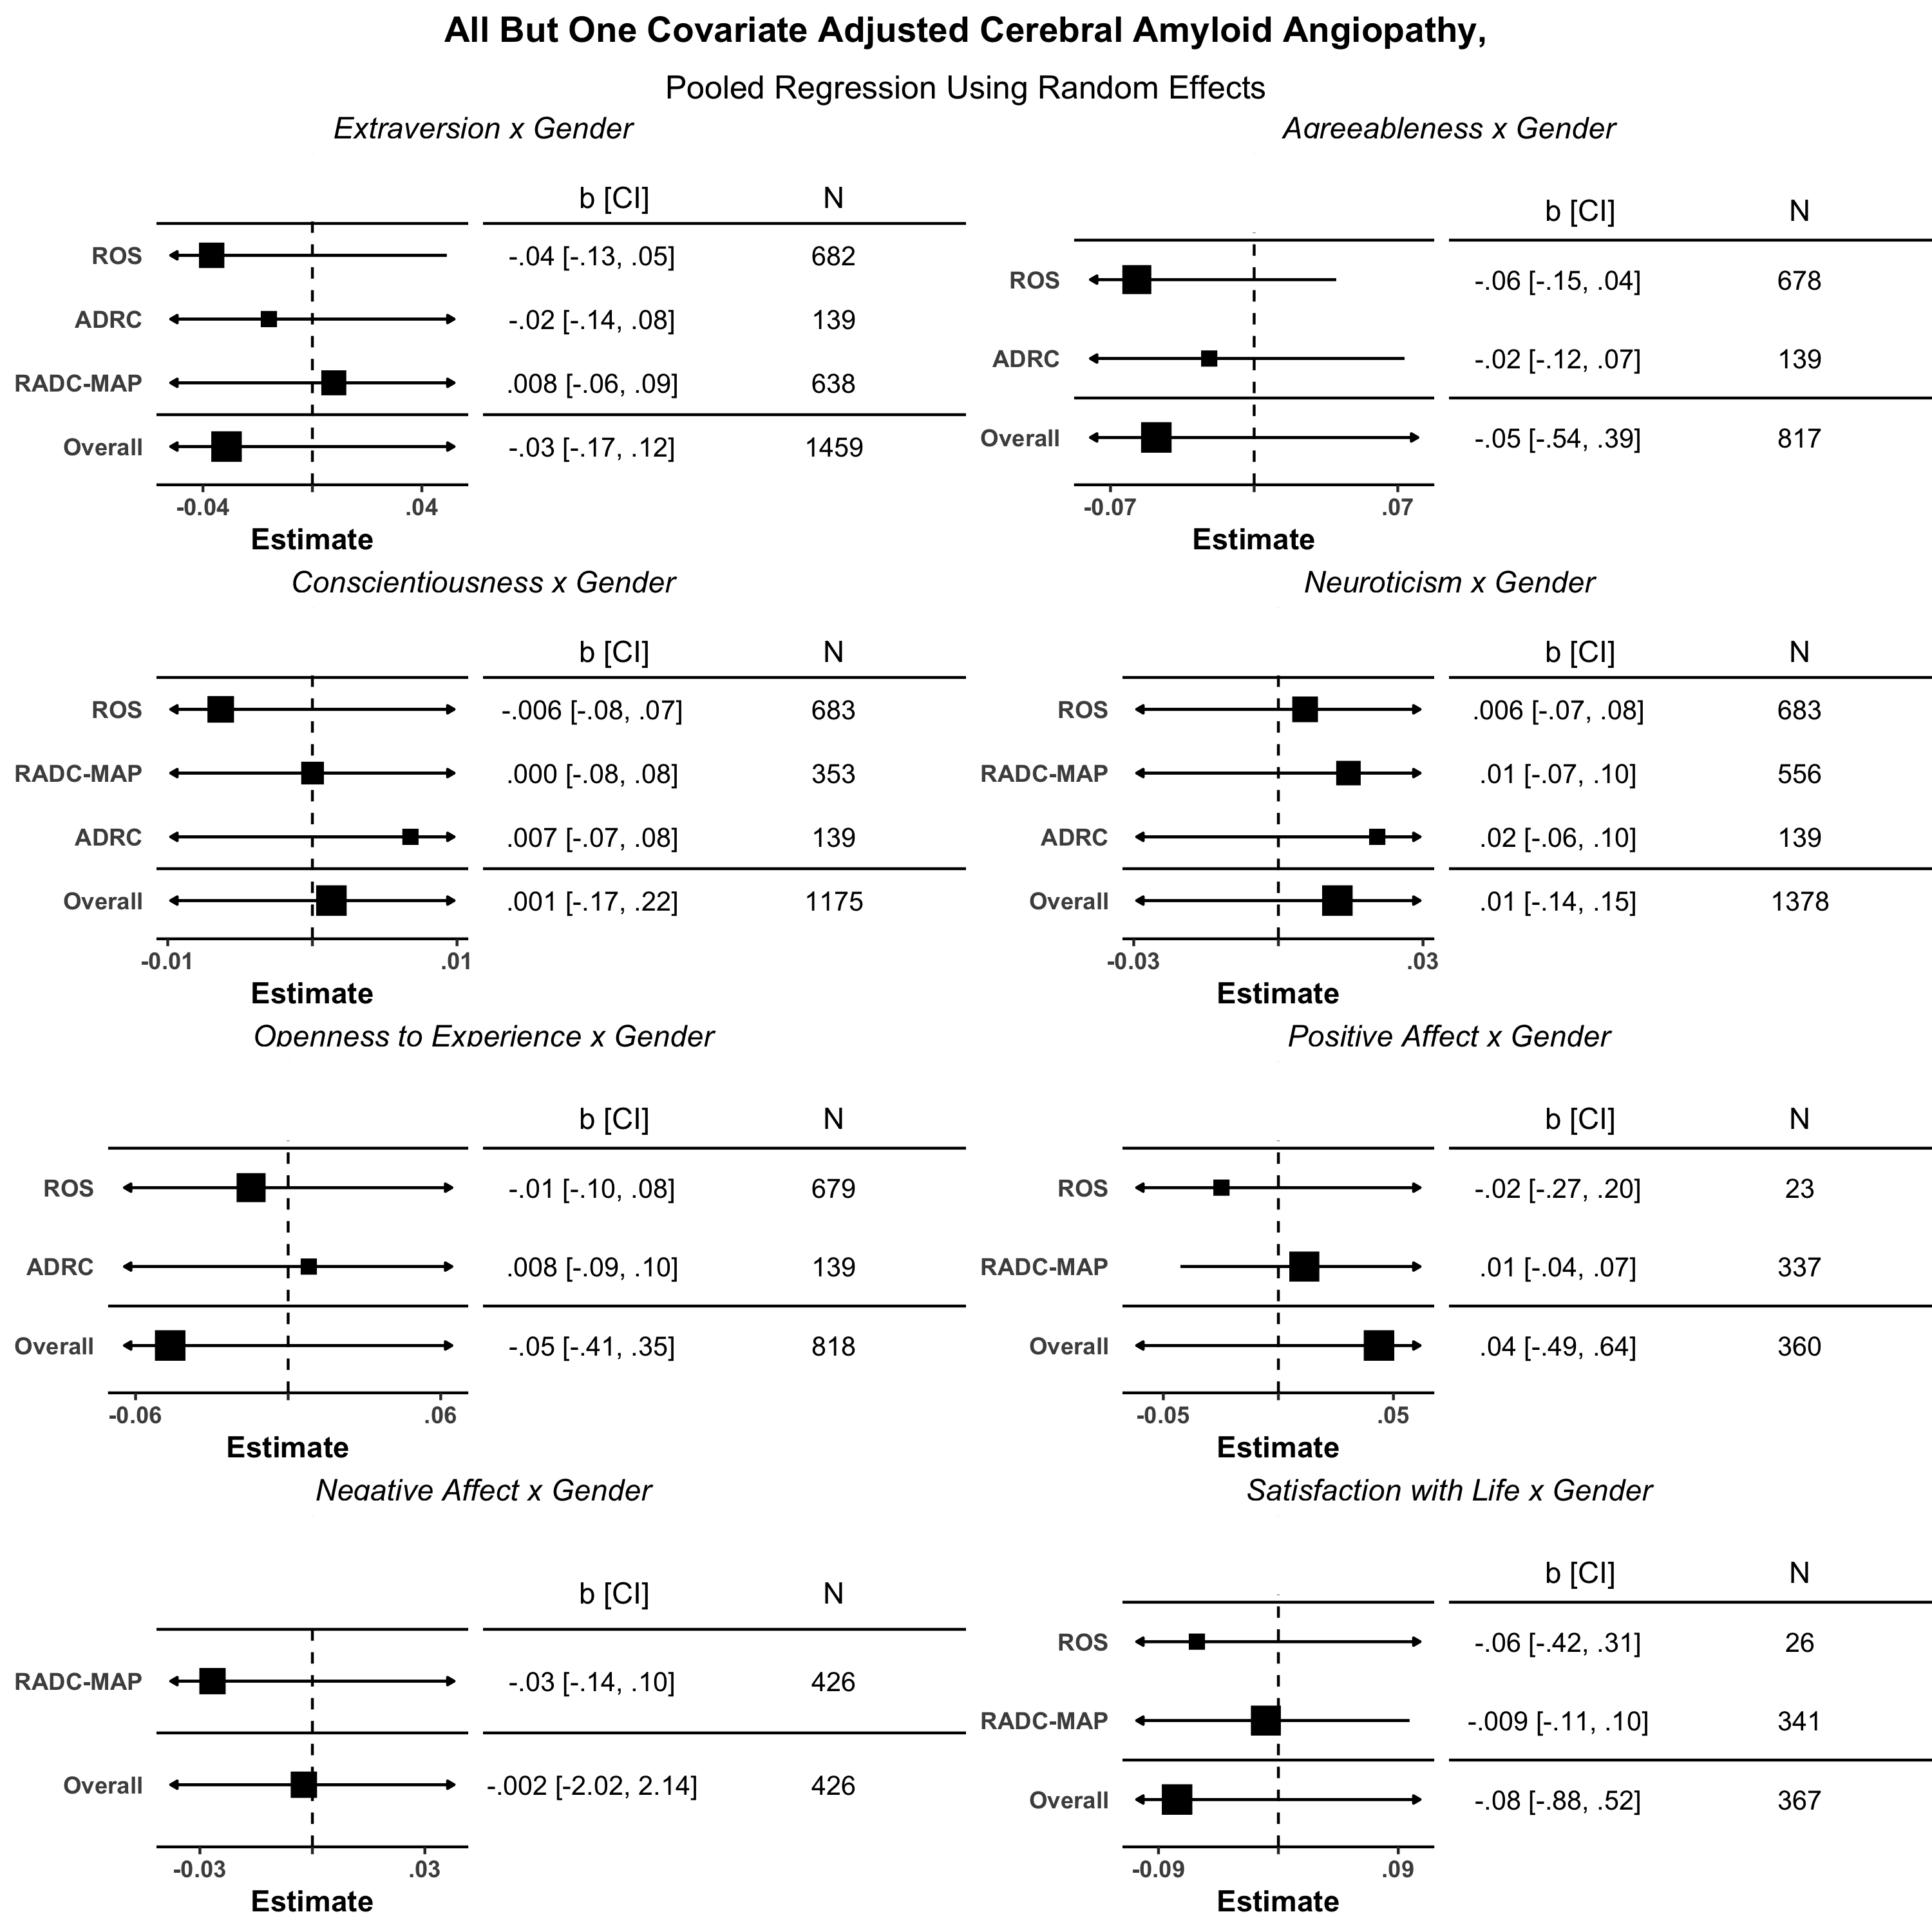 All But One Covariate Adjusted Cerebral Amyloid Angiopathy,
Pooled Regression Using Random Effects
Extraversion x Gender
b [CI] N
ROS -.04 [-.13, .05] 682
ADRC -.02 [-.14, .08] 139
RADC-MAP .008 [-.06, .09] 638
Overall -.03 [-.17, .12] 1459
-0.04 .04
Estimate
Agreeableness x Gender
b [CI] N
ROS -.06 [-.15, .04] 678
ADRC -.02 [-.12, .07] 139
Overall -.05 [-.54, .39] 817
-0.07 .07
Estimate
Conscientiousness x Gender
b [CI] N
ROS -.006 [-.08, .07] 683
RADC-MAP .000 [-.08, .08] 353
ADRC .007 [-.07, .08] 139
Overall .001 [-.17, .22] 1175
-0.01 .01
Estimate
Neuroticism x Gender
b [CI] N
ROS .006 [-.07, .08] 683
RADC-MAP .01 [-.07, .10] 556
ADRC .02 [-.06, .10] 139
Overall .01 [-.14, .15] 1378
-0.03 .03
Estimate
Openness to Experience x Gender
b [CI] N
ROS -.01 [-.10, .08] 679
ADRC .008 [-.09, .10] 139
Overall -.05 [-.41, .35] 818
-0.06 .06
Estimate
Positive Affect x Gender
b [CI] N
ROS -.02 [-.27, .20] 23
RADC-MAP .01 [-.04, .07] 337
Overall .04 [-.49, .64] 360
-0.05 .05
Estimate
Negative Affect x Gender
b [CI] N
RADC-MAP -.03 [-.14, .10] 426
Overall -.002 [-2.02, 2.14] 426
-0.03 .03
Estimate
Satisfaction with Life x Gender
b [CI] N
ROS -.06 [-.42, .31] 26
RADC-MAP -.009 [-.11, .10] 341
Overall -.08 [-.88, .52] 367
-0.09 .09
Estimate